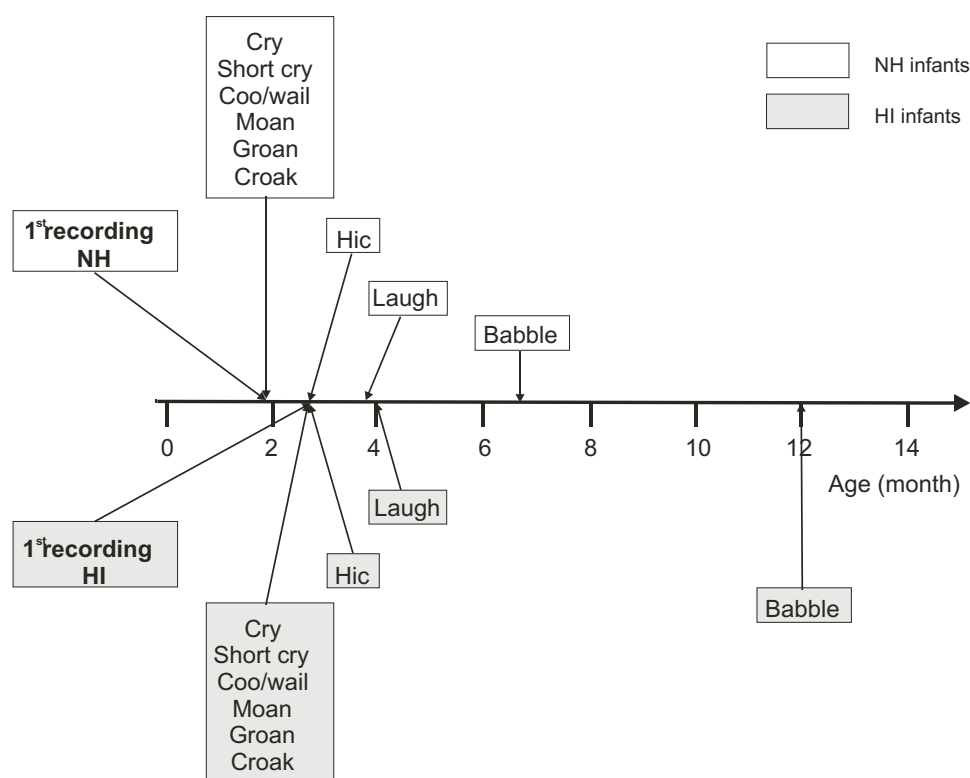 Cry
Short cry
Coo/wail
Moan
Groan
Croak
NH infants
HI infants
1st recording
NH
Hic
Laugh
Babble
0 2 4 6 8 10 12 14
Age (month)
1st recording
HI
Laugh
Hic
Babble
Cry
Short cry
Coo/wail
Moan
Groan
Croak